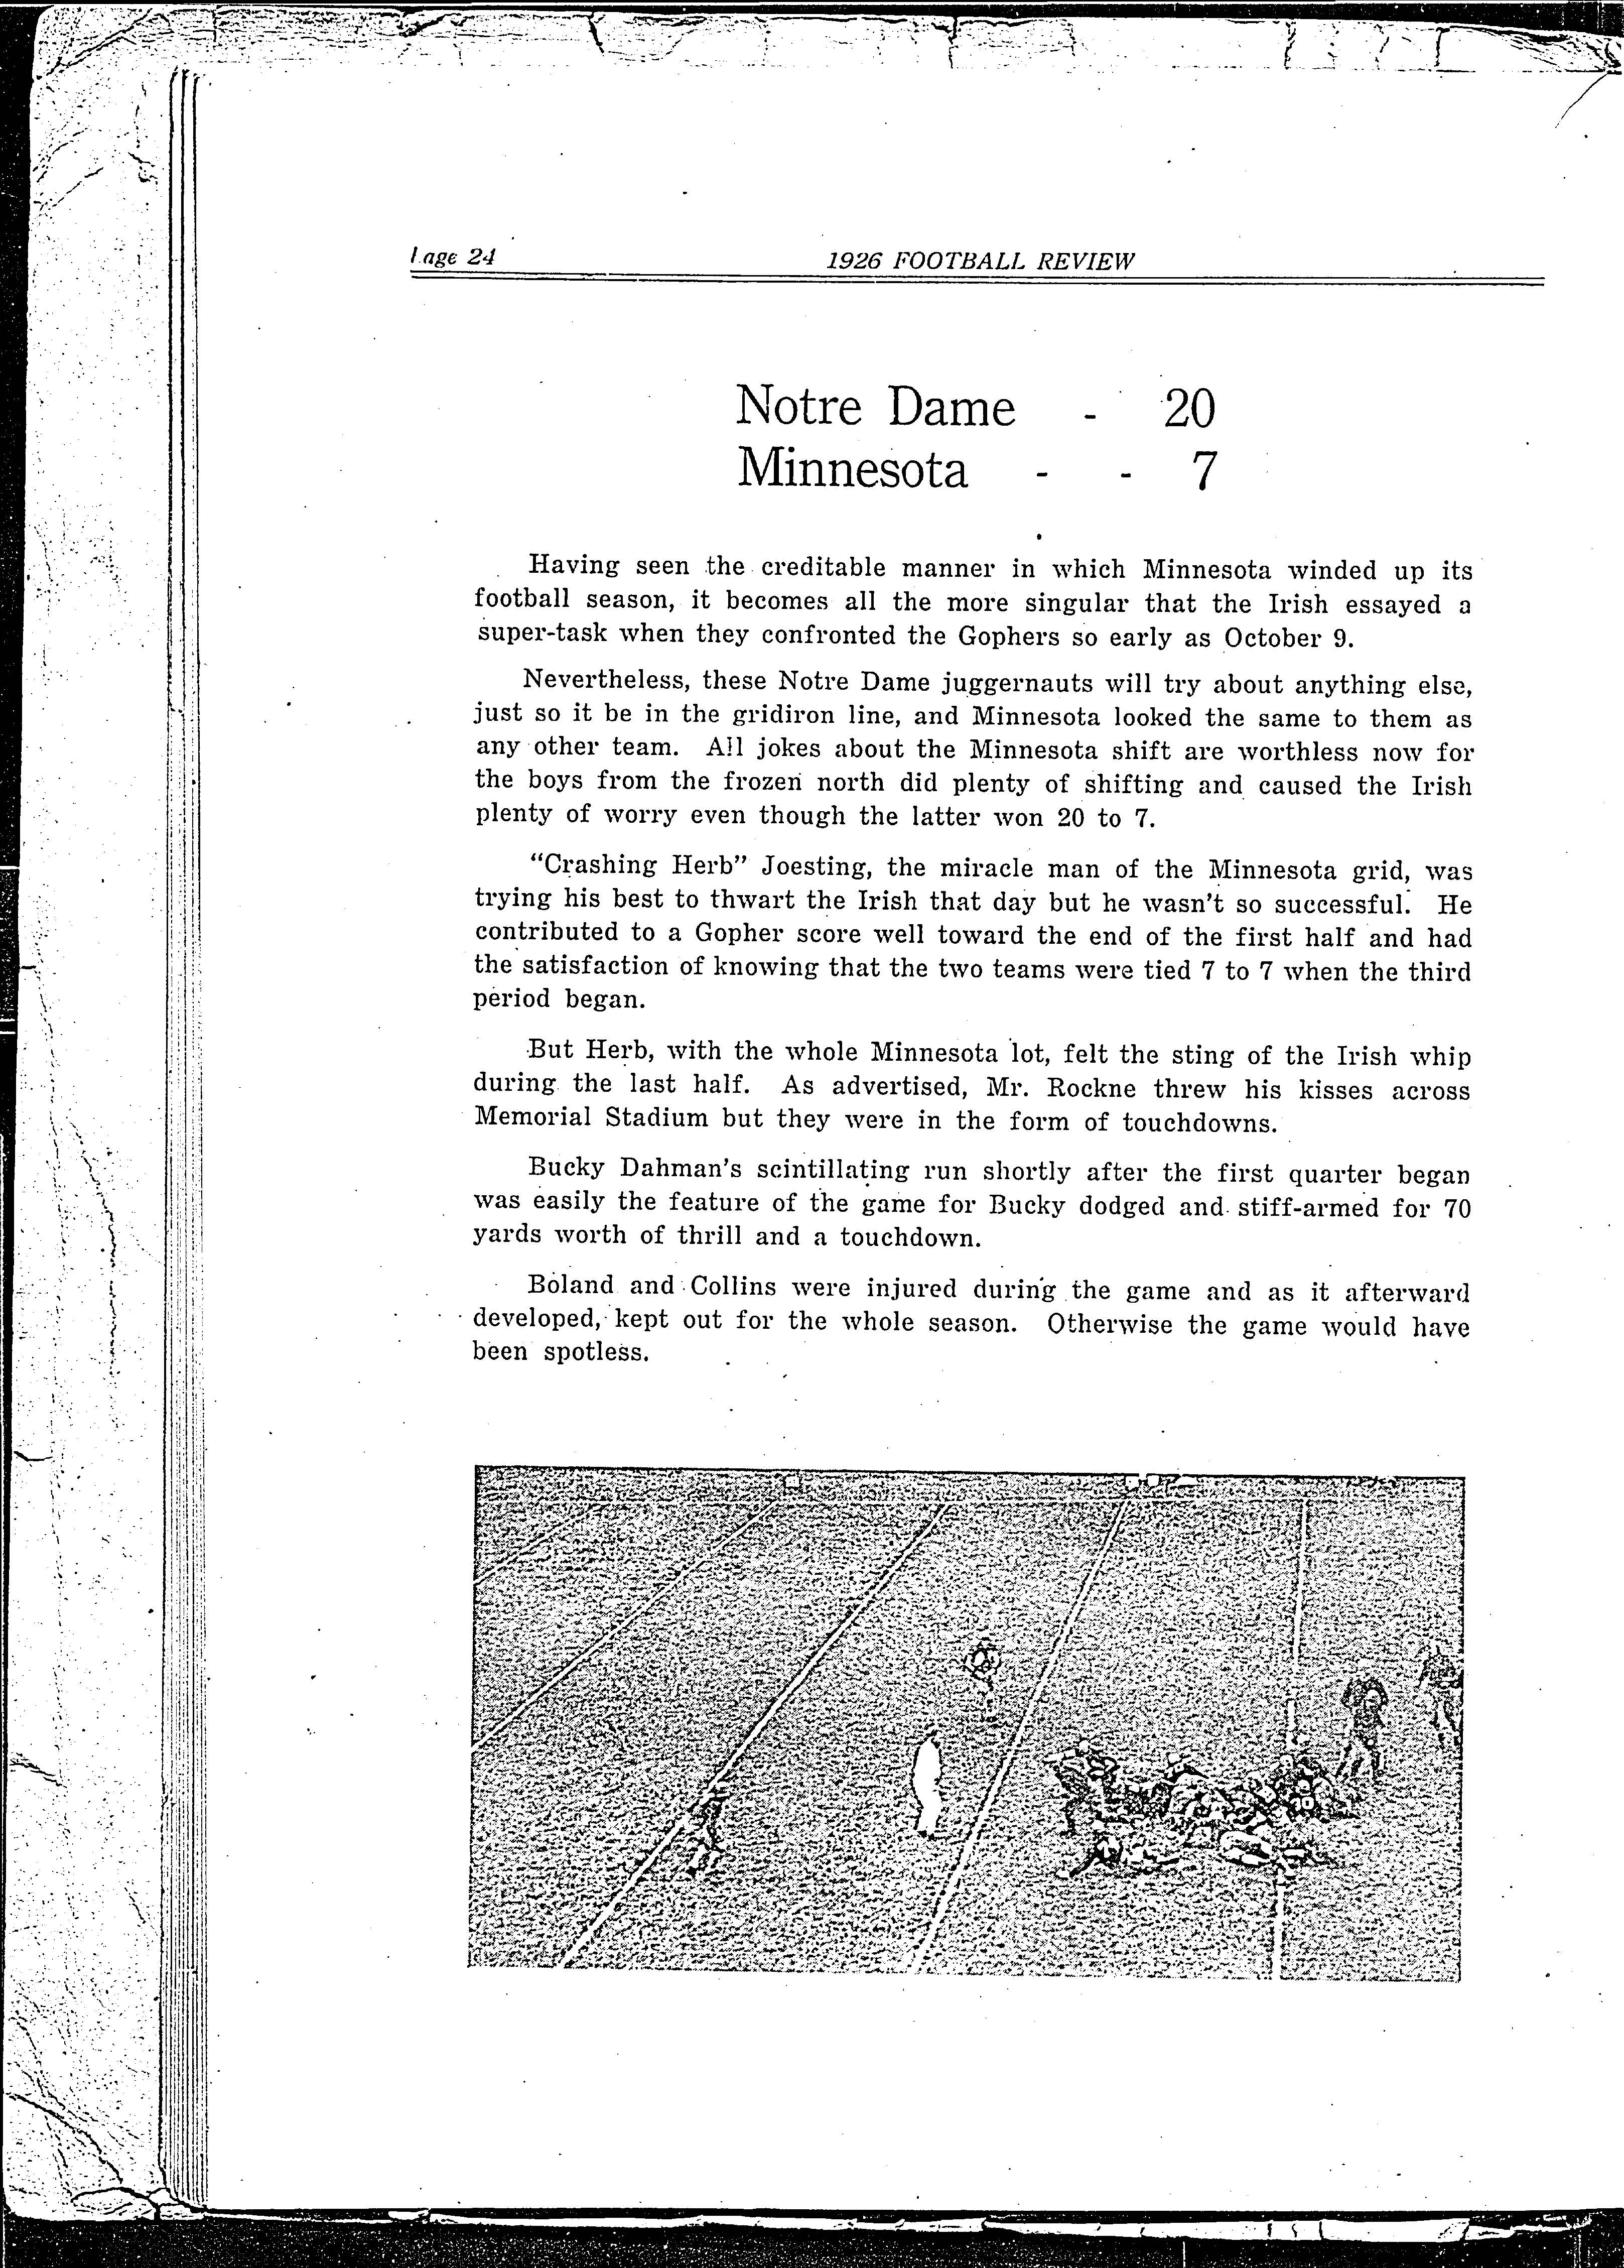 Page 24
1926 FOOTBALL REVIEW
Notre Dame - 20
Minnesota - - 7
Having seen the creditable manner in which Minnesota winded up its
football season, it becomes all the more singular that the Irish essayed a
super-task when they confronted the Gophers so early as October 9.
Nevertheless, these Notre Dame juggernauts will try about anything else,
just so it be in the gridiron line, and Minnesota looked the same to them as
any other team. All jokes about the Minnesota shift are worthless now for
the boys from the frozen north did plenty of shifting and caused the Irish
plenty of worry even though the latter won 20 to 7.
“Crashing Herb” Joesting, the miracle man of the Minnesota grid, was
trying his best to thwart the Irish that day but he wasn't so successful. He
contributed to a Gopher score well toward the end of the first half and had
the satisfaction of knowing that the two teams were tied 7 to 7 when the third
period began.
But Herb, with the whole Minnesota lot, felt the sting of the Irish whip
during the last half. As advertised, Mr. Rockne threw his kisses across
Memorial Stadium but they were in the form of touchdowns.
Bucky Dahman's scintillating run shortly after the first quarter began
was easily the feature of the game for Bucky dodged and stiff-armed for 70
yards worth of thrill and a touchdown.
Boland and Collins were injured during the game and as it afterward
developed, kept out for the whole season. Otherwise the game would have
been spotless.